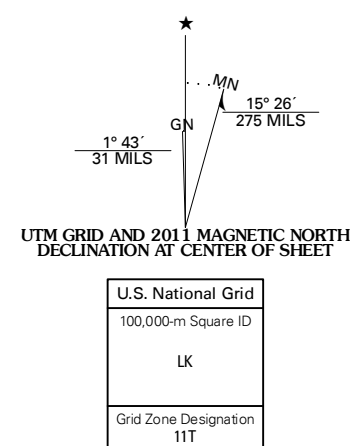 ★
MN
GN
15° 26´
275 MILS
1° 43´
31 MILS
UTM GRID AND 2011 MAGNETIC NORTH
DECLINATION AT CENTER OF SHEET
U.S. National Grid
100,000-m Square ID
LK
Grid Zone Designation
11T